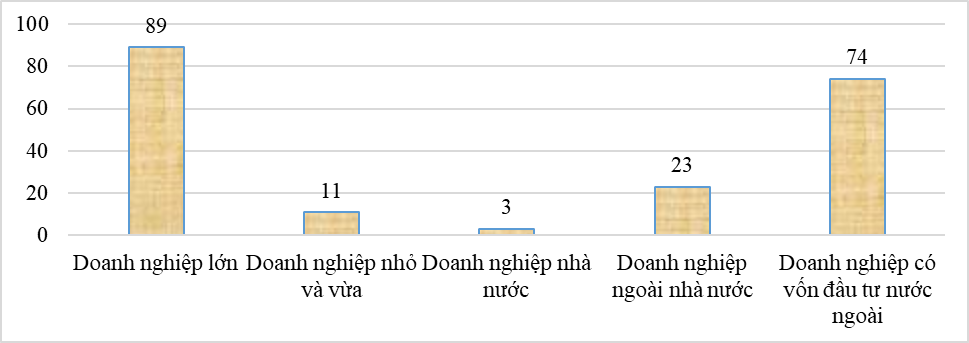 100
80
60
40
20
0
89
11
3
23
74
Doanh nghiệp lớn
Doanh nghiệp nhỏ
và vừa
Doanh nghiệp nhà
nước
Doanh nghiệp
ngoài nhà nước
Doanh nghiệp có
vốn đầu tư nước
ngoài